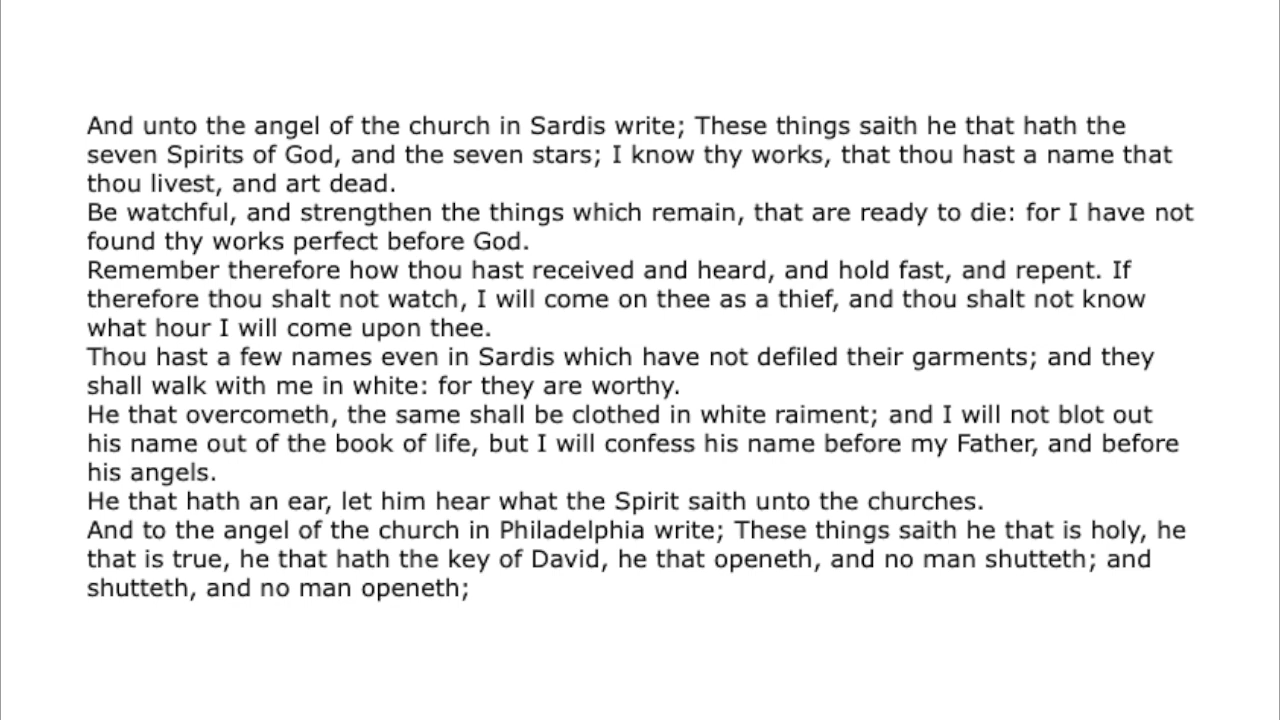 And unto the angel of the church in Sardis write; These things saith he that hath the
seven Spirits of God, and the seven stars; I know thy works, that thou hast a name that
thou livest, and art dead.
Be watchful, and strengthen the things which remain, that are ready to die: for I have not
found thy works perfect before God.
Remember therefore how thou hast received and heard, and hold fast, and repent. If
therefore thou shalt not watch, I will come on thee as a thief, and thou shalt not know
what hour I will come upon thee.
Thou hast a few names even in Sardis which have not defiled their garments; and they
shall walk with me in white: for they are worthy.
He that overcometh, the same shall be clothed in white raiment; and I will not blot out
his name out of the book of life, but I will confess his name before my Father, and before
his angels.
He that hath an ear, let him hear what the Spirit saith unto the churches.
And to the angel of the church in Philadelphia write; These things saith he that is holy, he
that is true, he that hath the key of David, he that openeth, and no man shutteth; and
shutteth, and no man openeth;